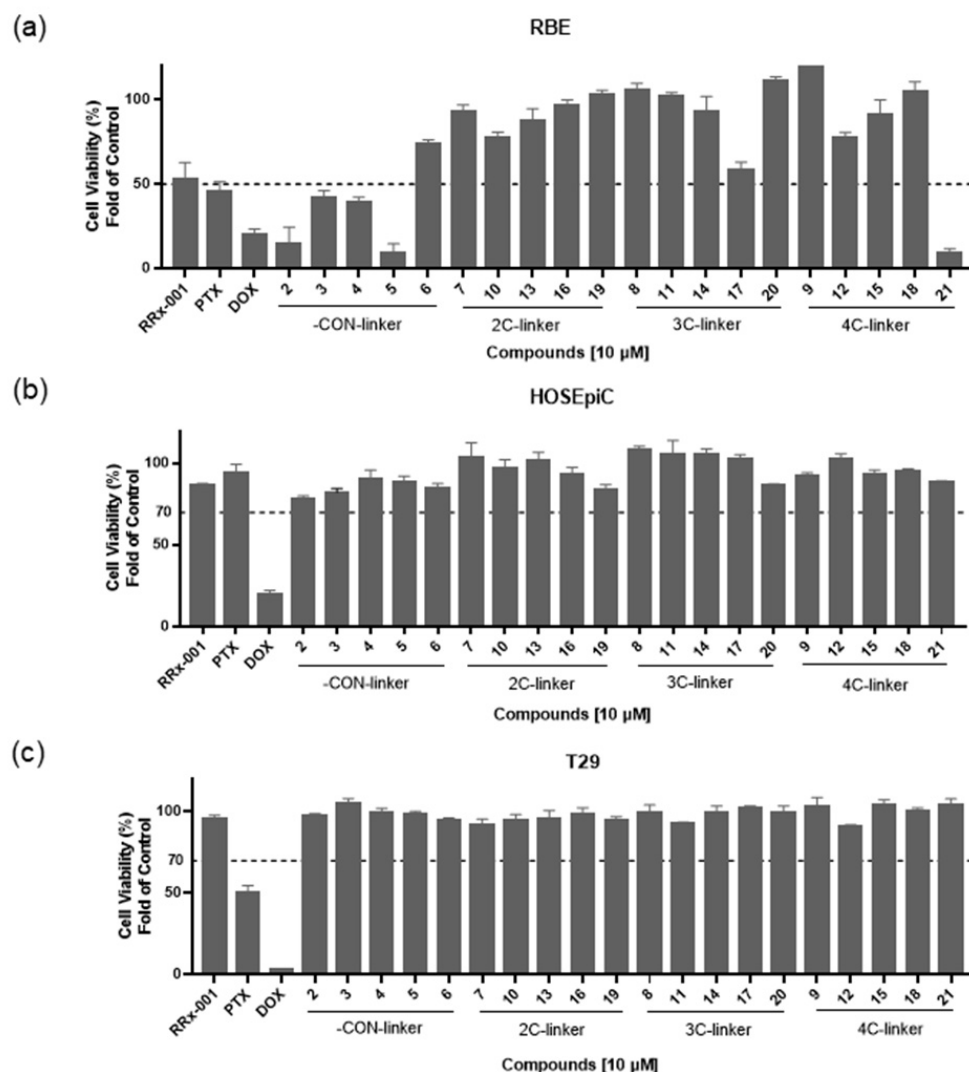 (a)
RBE
Cell Viability (%)
Fold of Control
100
50
0
RRx-001 PTX DOX 2 3 4 5 6 7 10 13 16 19 8 11 14 17 20 9 12 15 18 21
-CON-linker 2C-linker 3C-linker 4C-linker
Compounds [10 µM]
(b)
HOSEpiC
Cell Viability (%)
Fold of Control
100
70
50
0
RRx-001 PTX DOX 2 3 4 5 6 7 10 13 16 19 8 11 14 17 20 9 12 15 18 21
-CON-linker 2C-linker 3C-linker 4C-linker
Compounds [10 µM]
(c)
T29
Cell Viability (%)
Fold of Control
100
70
50
0
RRx-001 PTX DOX 2 3 4 5 6 7 10 13 16 19 8 11 14 17 20 9 12 15 18 21
-CON-linker 2C-linker 3C-linker 4C-linker
Compounds [10 µM]